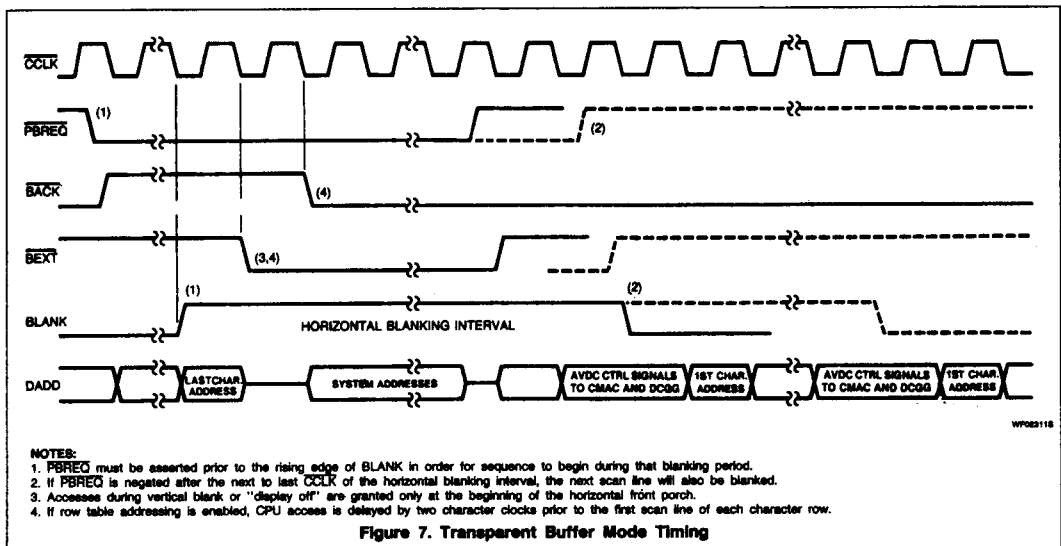 CCLK
PBREQ
(1)
(2)
BACK
(4)
BEXT
(3,4)
BLANK
(1)
HORIZONTAL BLANKING INTERVAL
(2)
DADD
LAST CHAR.
ADDRESS
SYSTEM ADDRESSES
AVDC CTRL SIGNALS
TO CMAC AND DCGG
1ST CHAR.
ADDRESS
AVDC CTRL SIGNALS
TO CMAC AND DCGG
1ST CHAR.
ADDRESS
WF02311S
NOTES:
1. PBREQ must be asserted prior to the rising edge of BLANK in order for sequence to begin during that blanking period.
2. If PBREQ is negated after the next to last CCLK of the horizontal blanking interval, the next scan line will also be blanked.
3. Accesses during vertical blank or "display off" are granted only at the beginning of the horizontal front porch.
4. If row table addressing is enabled, CPU access is delayed by two character clocks prior to the first scan line of each character row.
Figure 7. Transparent Buffer Mode Timing